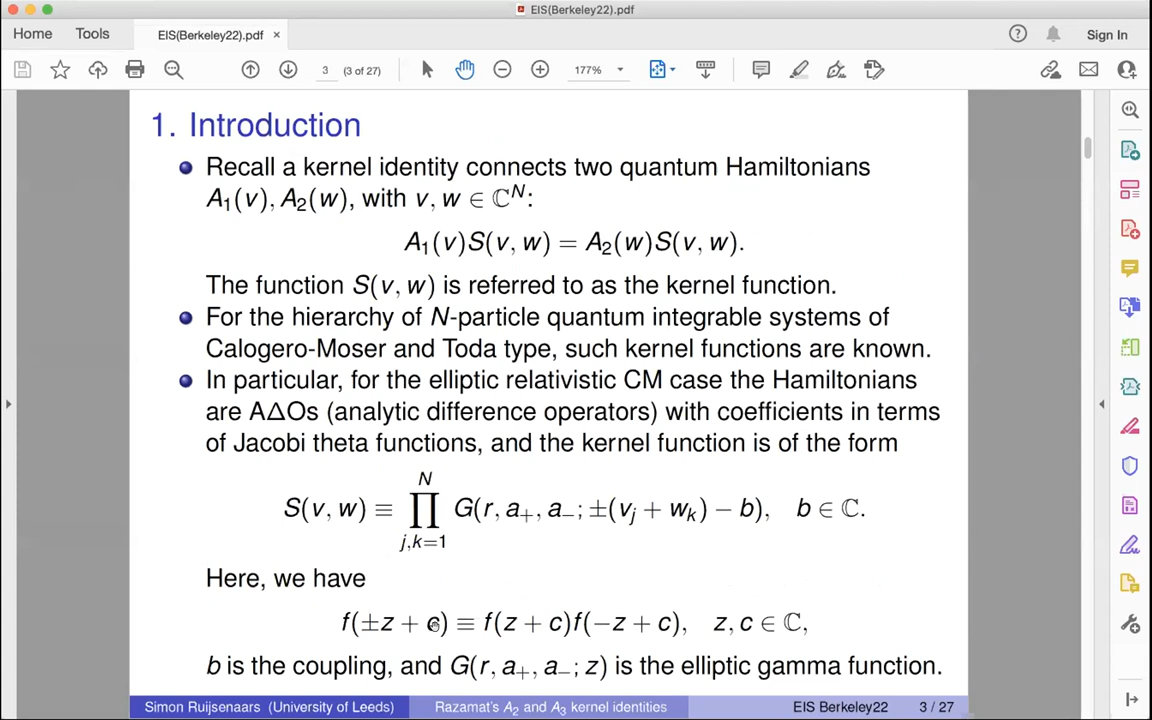 EIS(Berkeley22).pdf
Home Tools EIS(Berkeley22).pdf × Sign In
3 (3 of 27) 177%
1. Introduction
Recall a kernel identity connects two quantum Hamiltonians
A₁(v), A₂(w), with v, w ∈ ℂᴺ:
A₁(v)S(v, w) = A₂(w)S(v, w).
The function S(v, w) is referred to as the kernel function.
For the hierarchy of N-particle quantum integrable systems of
Calogero-Moser and Toda type, such kernel functions are known.
In particular, for the elliptic relativistic CM case the Hamiltonians
are AΔOs (analytic difference operators) with coefficients in terms
of Jacobi theta functions, and the kernel function is of the form
S(v, w) ≡ ∏_{j,k=1}^{N} G(r, a₊, a₋; ±(vⱼ + wₖ) − b), b ∈ ℂ.
Here, we have
f(±z + c) ≡ f(z + c)f(−z + c), z, c ∈ ℂ,
b is the coupling, and G(r, a₊, a₋; z) is the elliptic gamma function.
Simon Ruijsenaars (University of Leeds) Razamat's A₂ and A₃ kernel identities EIS Berkeley22 3 / 27